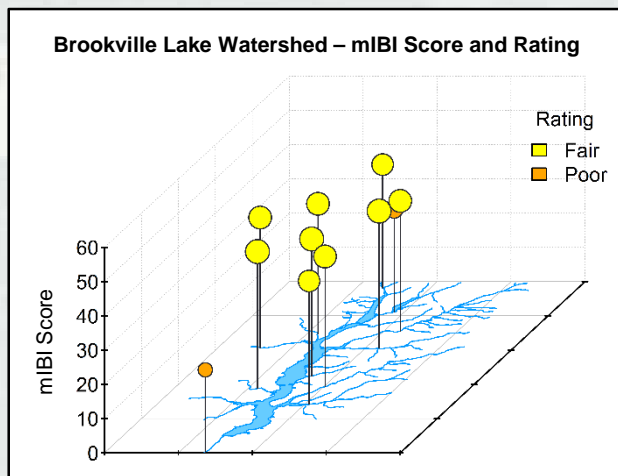 Brookville Lake Watershed – mIBI Score and Rating
Rating
Fair
Poor
60
50
40
30
20
10
0
mIBI Score